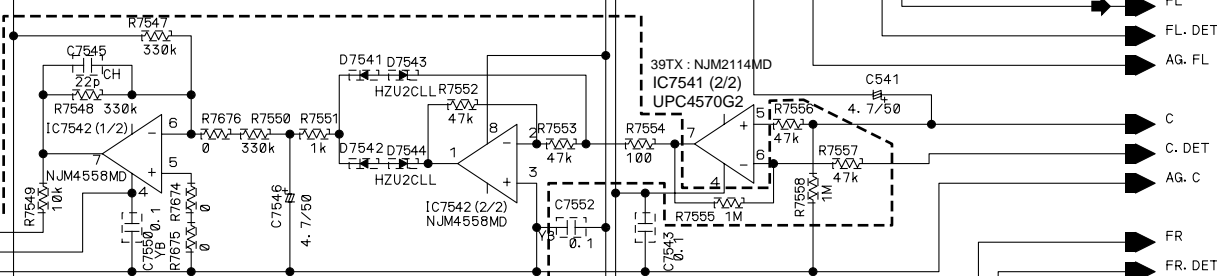 FL
R7547
330k
FL.DET
C7545
CH
22p
R7548 330k
D7541 D7543
HZU2CLL
39TX : NJM2114MD
IC7541 (2/2)
UPC4570G2
AG.FL
C541
4.7/50
R7552
47k
IC7542(1/2)
6
R7676 R7550
0 330k
R7551
1k
8
2
R7553
47k
R7554
100
7
5
R7556
47k
C
7
5
NJM4558MD
4
D7542 D7544
HZU2CLL
1
3
6
R7557
47k
C.DET
4
R7549
10k
R7674
0
C7546
4.7/50
IC7542(2/2)
NJM4558MD
C7552
YB
0.1
R7555 1M
R7558
1M
AG.C
C7550
0.1
YB
R7675
0
C7543
0.1
FR
FR.DET